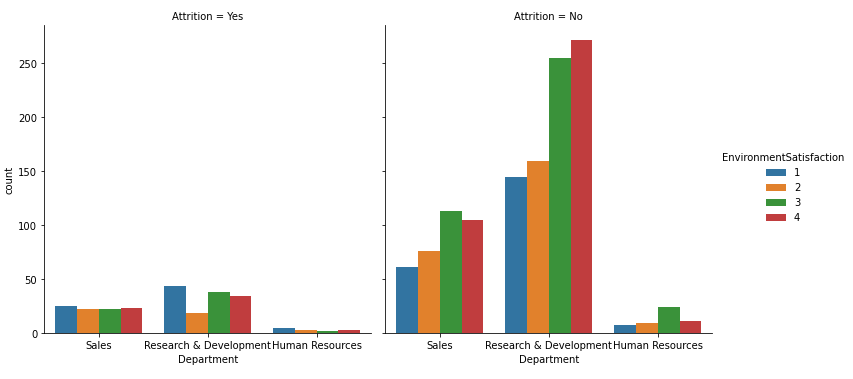 Attrition = Yes
Attrition = No
count
250
200
150
100
50
0
Sales
Research & Development
Human Resources
Department
Sales
Research & Development
Human Resources
Department
EnvironmentSatisfaction
1
2
3
4